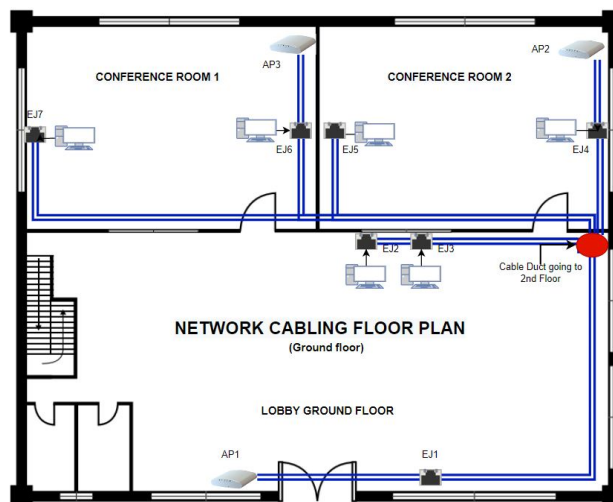 AP3
AP2
CONFERENCE ROOM 1
CONFERENCE ROOM 2
EJ7
EJ6
EJ5
EJ4
EJ2
EJ3
Cable Duct going to
2nd Floor
NETWORK CABLING FLOOR PLAN
(Ground floor)
LOBBY GROUND FLOOR
AP1
EJ1